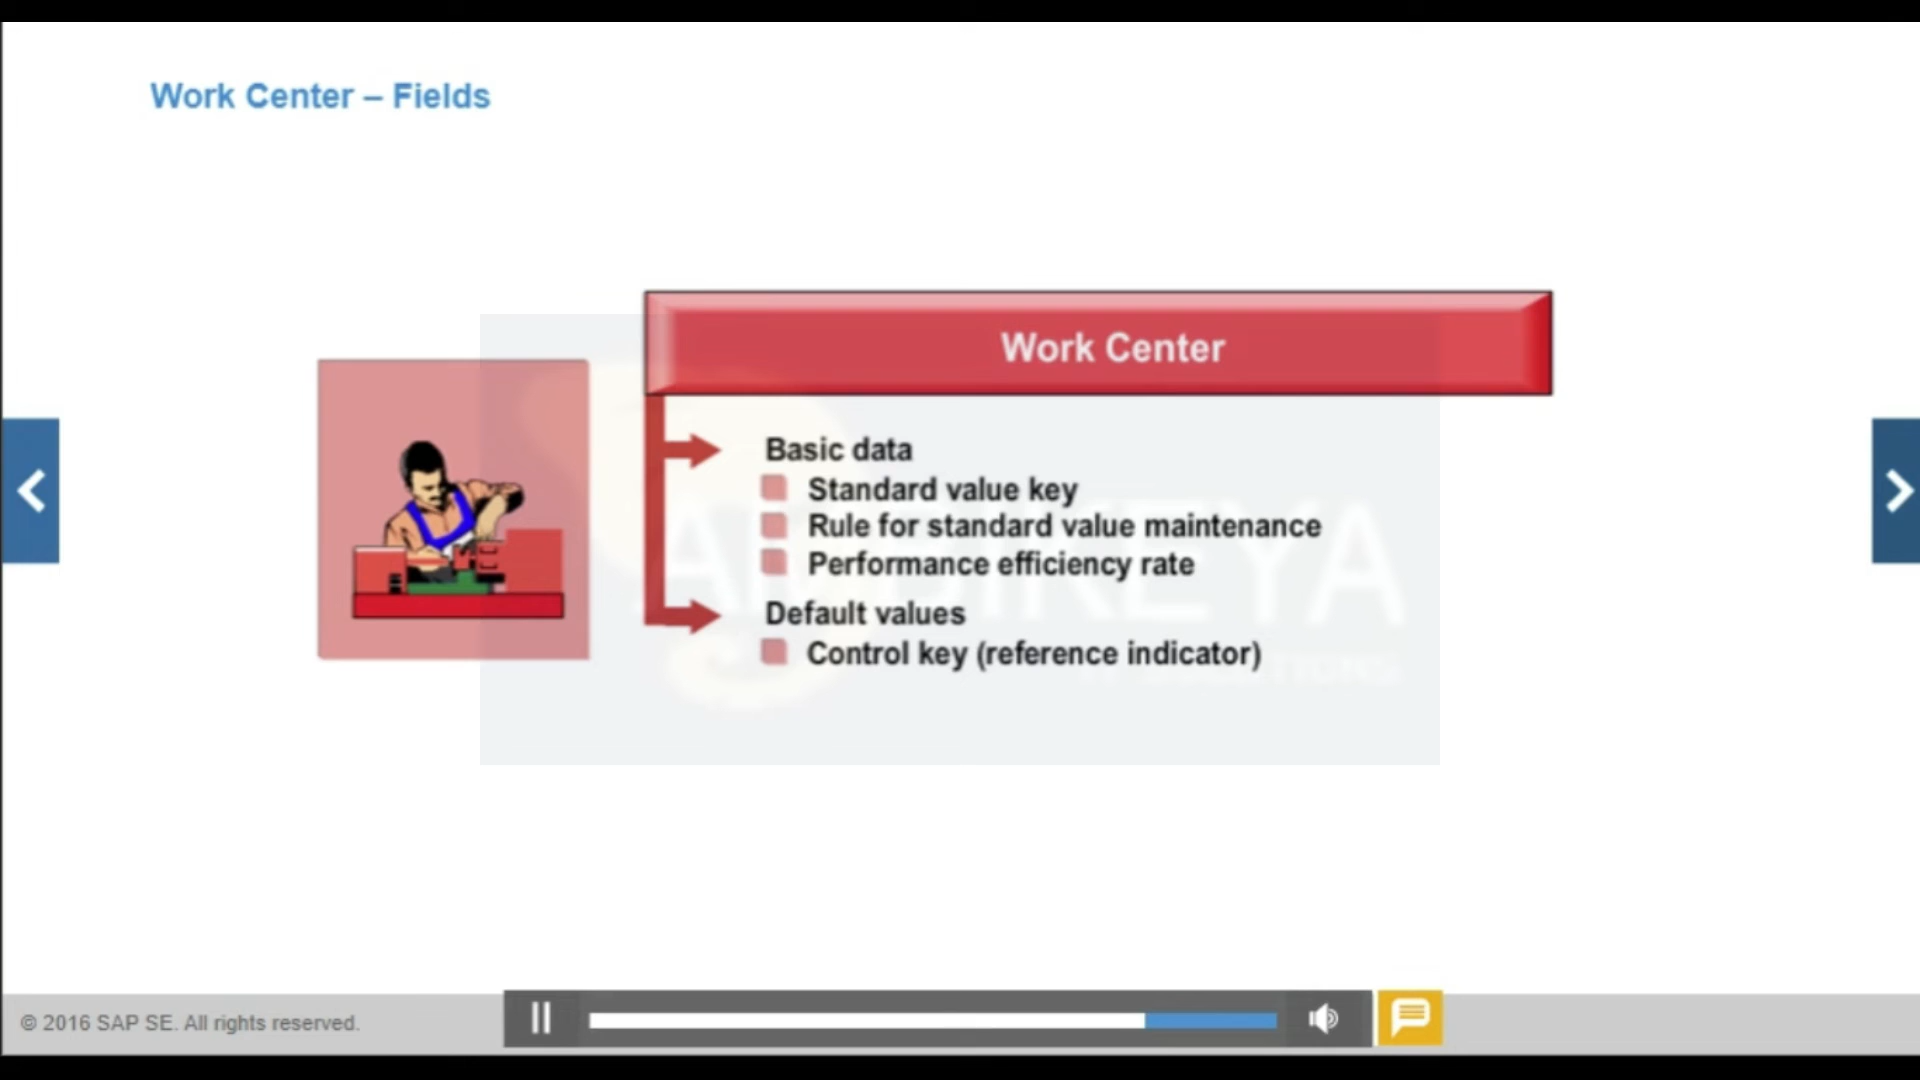 Work Center – Fields
Work Center
Basic data
Standard value key
Rule for standard value maintenance
Performance efficiency rate
Default values
Control key (reference indicator)
© 2016 SAP SE. All rights reserved.